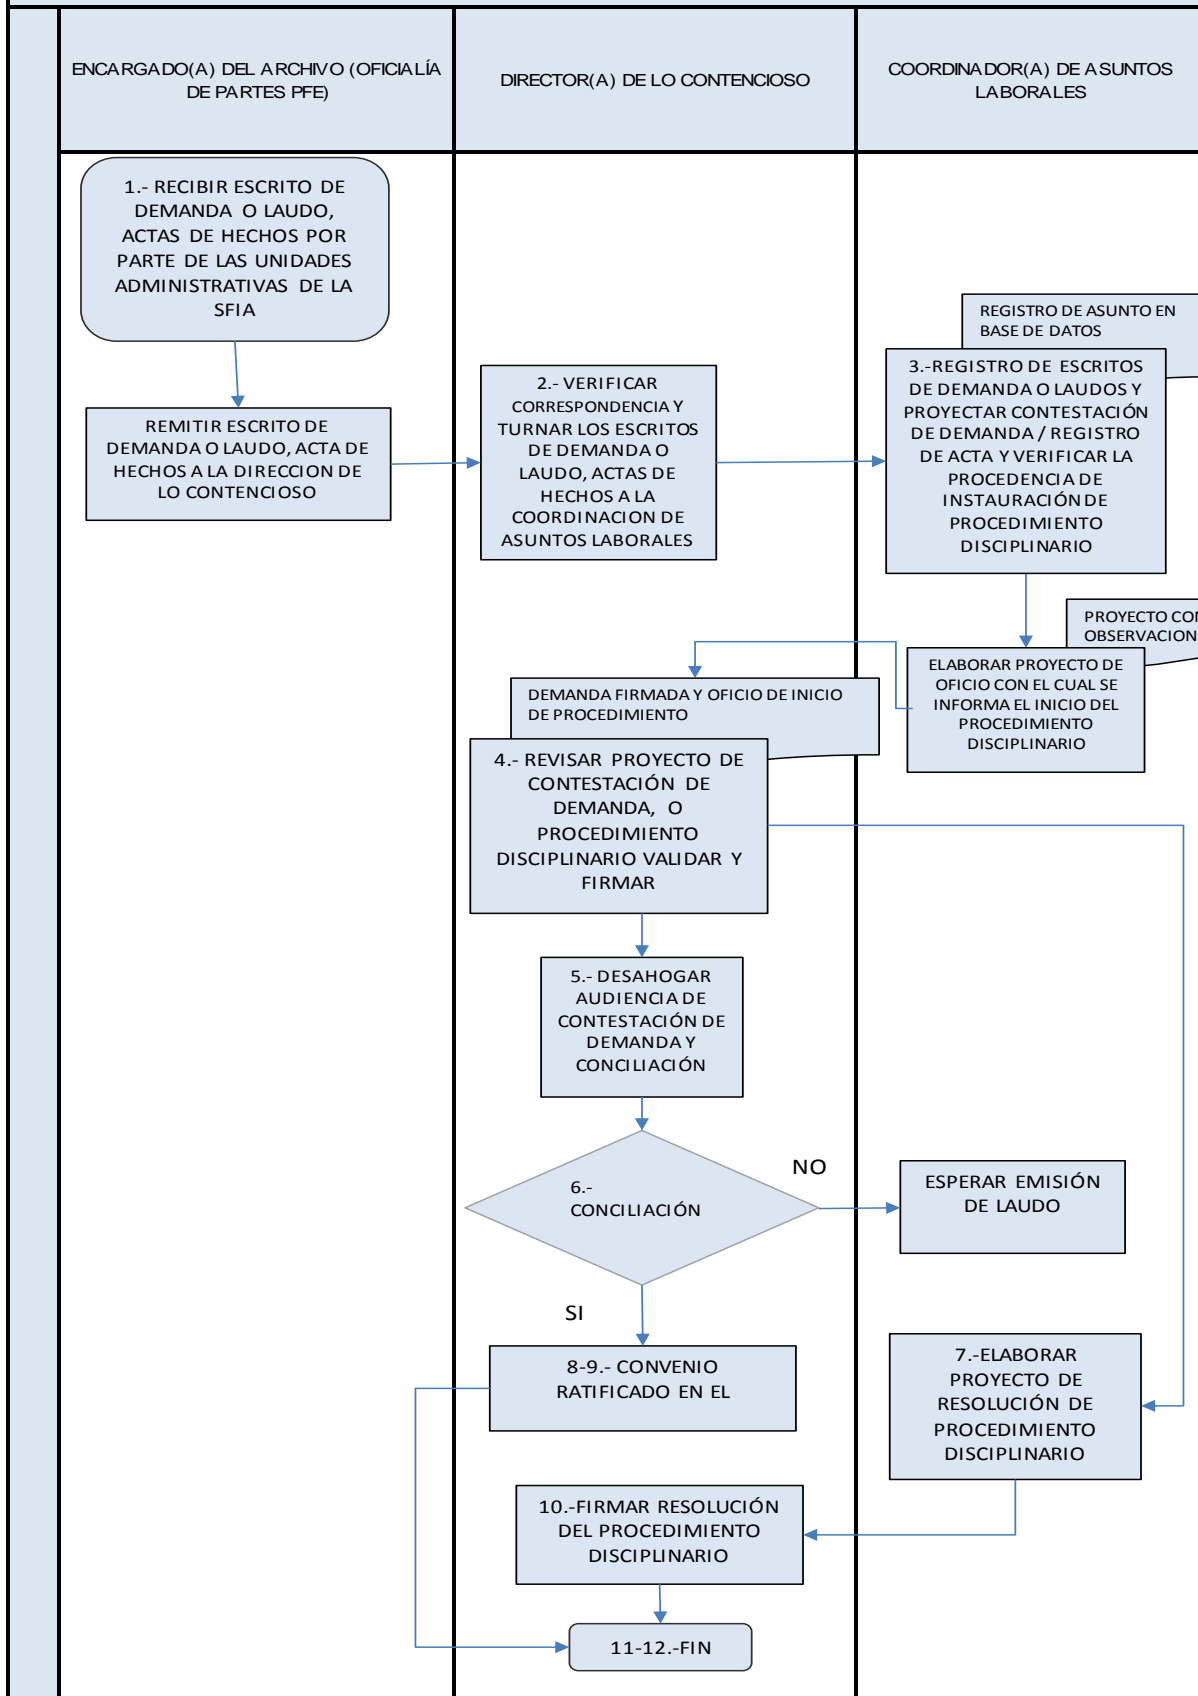 ENCARGADO(A) DEL ARCHIVO (OFICIALÍA
DE PARTES PFE)
DIRECTOR(A) DE LO CONTENCIOSO
COORDINADOR(A) DE ASUNTOS
LABORALES
1.- RECIBIR ESCRITO DE
DEMANDA O LAUDO,
ACTAS DE HECHOS POR
PARTE DE LAS UNIDADES
ADMINISTRATIVAS DE LA
SFIA
REMITIR ESCRITO DE
DEMANDA O LAUDO, ACTA DE
HECHOS A LA DIRECCION DE
LO CONTENCIOSO
2.- VERIFICAR
CORRESPONDENCIA Y
TURNAR LOS ESCRITOS
DE DEMANDA O
LAUDO, ACTAS DE
HECHOS A LA
COORDINACION DE
ASUNTOS LABORALES
REGISTRO DE ASUNTO EN
BASE DE DATOS
3.-REGISTRO DE ESCRITOS
DE DEMANDA O LAUDOS Y
PROYECTAR CONTESTACIÓN
DE DEMANDA / REGISTRO
DE ACTA Y VERIFICAR LA
PROCEDENCIA DE
INSTAURACIÓN DE
PROCEDIMIENTO
DISCIPLINARIO
PROYECTO CON
OBSERVACION
ELABORAR PROYECTO DE
OFICIO CON EL CUAL SE
INFORMA EL INICIO DEL
PROCEDIMIENTO
DISCIPLINARIO
DEMANDA FIRMADA Y OFICIO DE INICIO
DE PROCEDIMIENTO
4.- REVISAR PROYECTO DE
CONTESTACIÓN DE
DEMANDA, O
PROCEDIMIENTO
DISCIPLINARIO VALIDAR Y
FIRMAR
5.- DESAHOGAR
AUDIENCIA DE
CONTESTACIÓN DE
DEMANDA Y
CONCILIACIÓN
6.-
CONCILIACIÓN
NO
ESPERAR EMISIÓN
DE LAUDO
SI
8-9.- CONVENIO
RATIFICADO EN EL
7.-ELABORAR
PROYECTO DE
RESOLUCIÓN DE
PROCEDIMIENTO
DISCIPLINARIO
10.-FIRMAR RESOLUCIÓN
DEL PROCEDIMIENTO
DISCIPLINARIO
11-12.-FIN